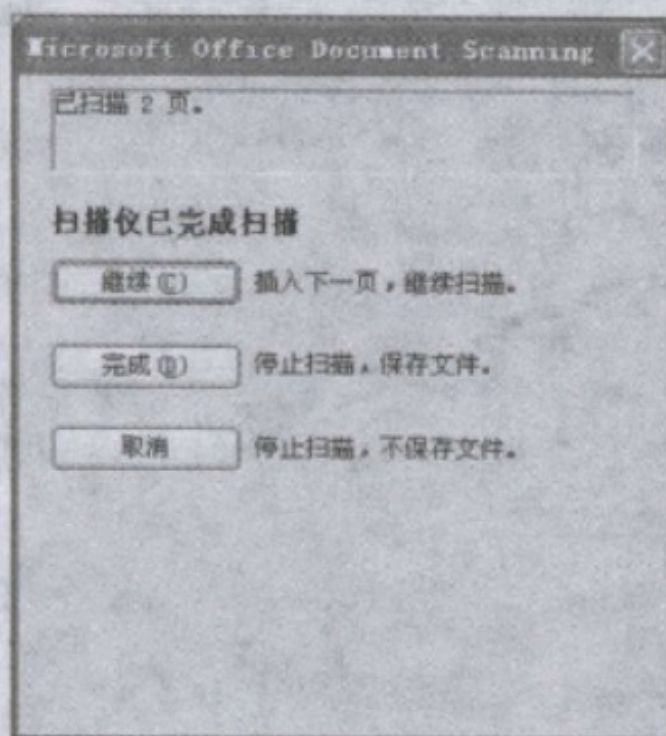 Microsoft Office Document Scanning
已扫描 2 页。
扫描仪已完成扫描
继续(C) 插入下一页，继续扫描。
完成(D) 停止扫描，保存文件。
取消 停止扫描，不保存文件。